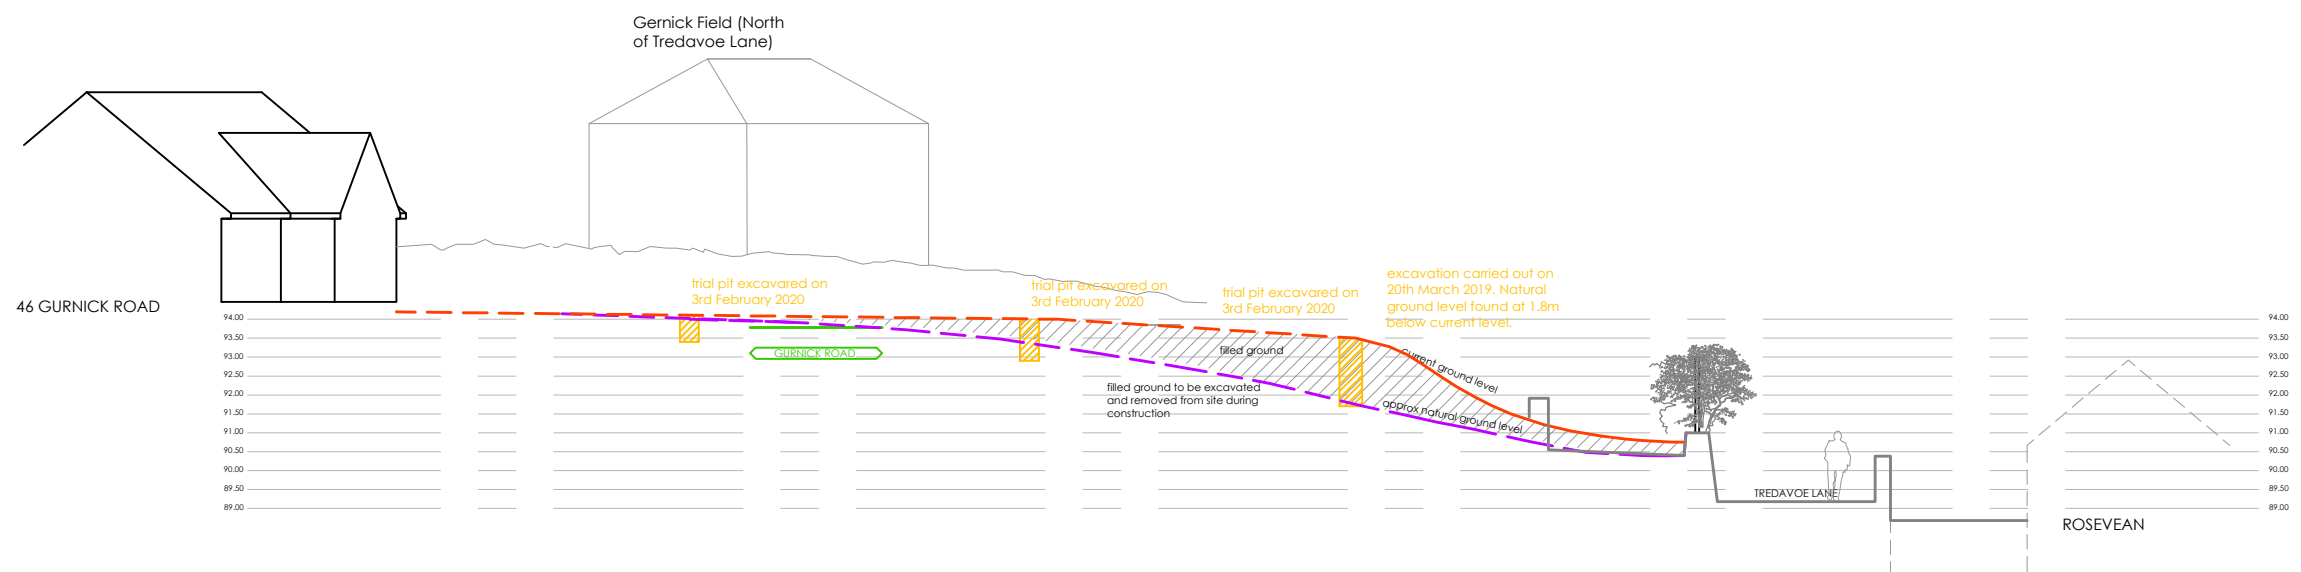 Gernick Field (North
of Tredavoe Lane)
46 GURNICK ROAD
trial pit excavared on
3rd February 2020
trial pit excavared on
3rd February 2020
trial pit excavared on
3rd February 2020
excavation carried out on
20th March 2019. Natural
ground level found at 1.8m
below current level.
GURNICK ROAD
filled ground
current ground level
filled ground to be excavated
and removed from site during
construction
approx natural ground level
TREDAVOE LANE
ROSEVEAN
94.00
93.50
93.00
92.50
92.00
91.50
91.00
90.50
90.00
89.50
89.00
94.00
93.50
93.00
92.50
92.00
91.50
91.00
90.50
90.00
89.50
89.00